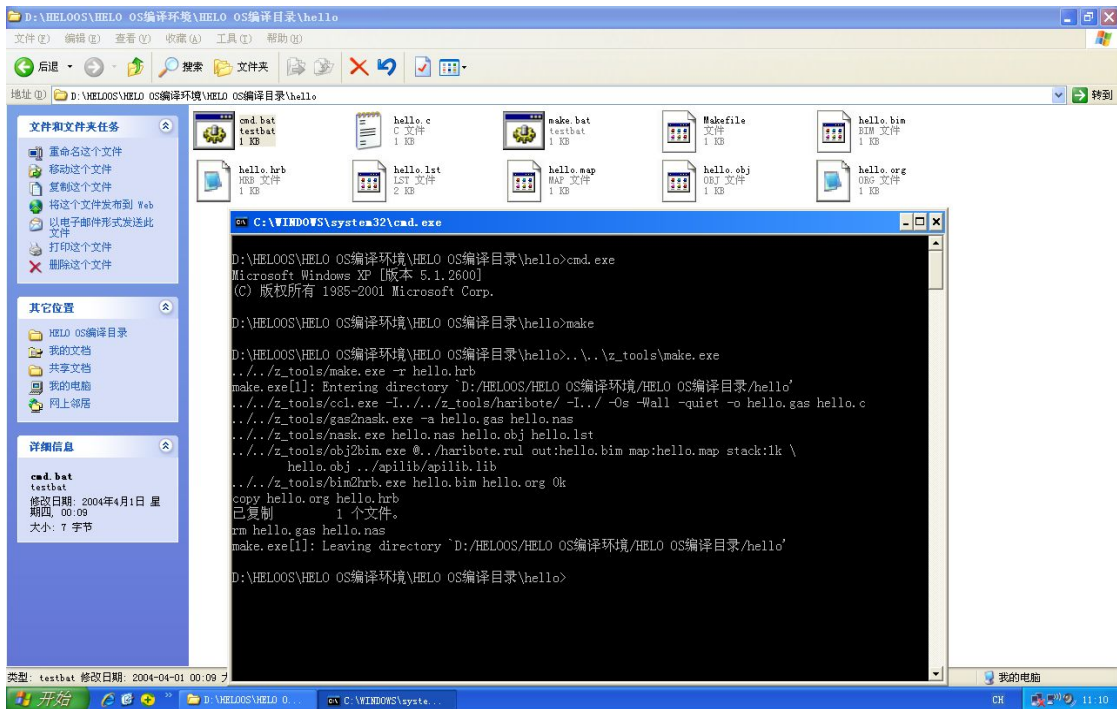 D:\HELOOS\HELO OS编译环境\HELO OS编译目录\hello
文件(F) 编辑(E) 查看(V) 收藏(A) 工具(T) 帮助(H)
后退 搜索 文件夹
地址(D) D:\HELOOS\HELO OS编译环境\HELO OS编译目录\hello 转到
文件和文件夹任务
重命名这个文件
移动这个文件
复制这个文件
将这个文件发布到 Web
以电子邮件形式发送此
文件
打印这个文件
删除这个文件
其它位置
HELO OS编译目录
我的文档
共享文档
我的电脑
网上邻居
详细信息
cmd.bat
testbat
修改日期: 2004年4月1日 星
期四, 00:09
大小: 7 字节
cmd.bat
testbat
1 KB
hello.c
C 文件
1 KB
make.bat
testbat
1 KB
Makefile
文件
1 KB
hello.bim
BIM 文件
1 KB
hello.hrb
HRB 文件
1 KB
hello.lst
LST 文件
2 KB
hello.map
MAP 文件
1 KB
hello.obj
OBJ 文件
1 KB
hello.org
ORG 文件
1 KB
C:\WINDOWS\system32\cmd.exe
D:\HELOOS\HELO OS编译环境\HELO OS编译目录\hello>cmd.exe
Microsoft Windows XP [版本 5.1.2600]
(C) 版权所有 1985-2001 Microsoft Corp.
D:\HELOOS\HELO OS编译环境\HELO OS编译目录\hello>make
D:\HELOOS\HELO OS编译环境\HELO OS编译目录\hello>..\..\z_tools\make.exe
../../z_tools/make.exe -r hello.hrb
make.exe[1]: Entering directory `D:/HELOOS/HELO OS编译环境/HELO OS编译目录/hello'
../../z_tools/cc1.exe -I../../z_tools/haribote/ -I../ -Os -Wall -quiet -o hello.gas hello.c
../../z_tools/gas2nask.exe -a hello.gas hello.nas
../../z_tools/nask.exe hello.nas hello.obj hello.lst
../../z_tools/obj2bim.exe @../haribote.rul out:hello.bim map:hello.map stack:1k \
hello.obj ../apilib/apilib.lib
../../z_tools/bim2hrb.exe hello.bim hello.org 0k
copy hello.org hello.hrb
已复制 1 个文件。
rm hello.gas hello.nas
make.exe[1]: Leaving directory `D:/HELOOS/HELO OS编译环境/HELO OS编译目录/hello'
D:\HELOOS\HELO OS编译环境\HELO OS编译目录\hello>
类型: testbat 修改日期: 2004-04-01 00:09 我的电脑
开始 D:\HELOOS\HELO O... C:\WINDOWS\syste... CH 11:10